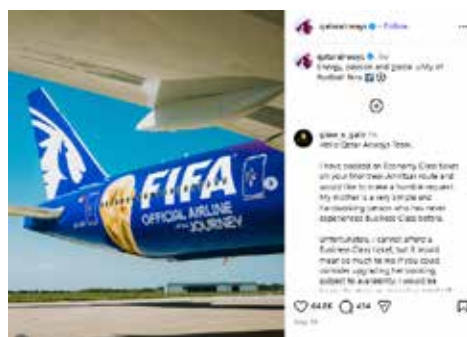 qatarairways Follow
qatarairways
Energy, passion and global unity of
football fans
Hello Qatar Airways Team,
I have booked an Economy Class ticket
on your Montreal-Amritsar route and
would like to make a humble request.
My mother is a very simple and
hardworking person who has never
experienced Business Class before.
Unfortunately, I cannot afford a
Business Class ticket, but it would
mean so much to me if you could
consider upgrading her booking,
subject to availability. I would be
FIFA
OFFICIAL AIRLINE
JOURNEY
414